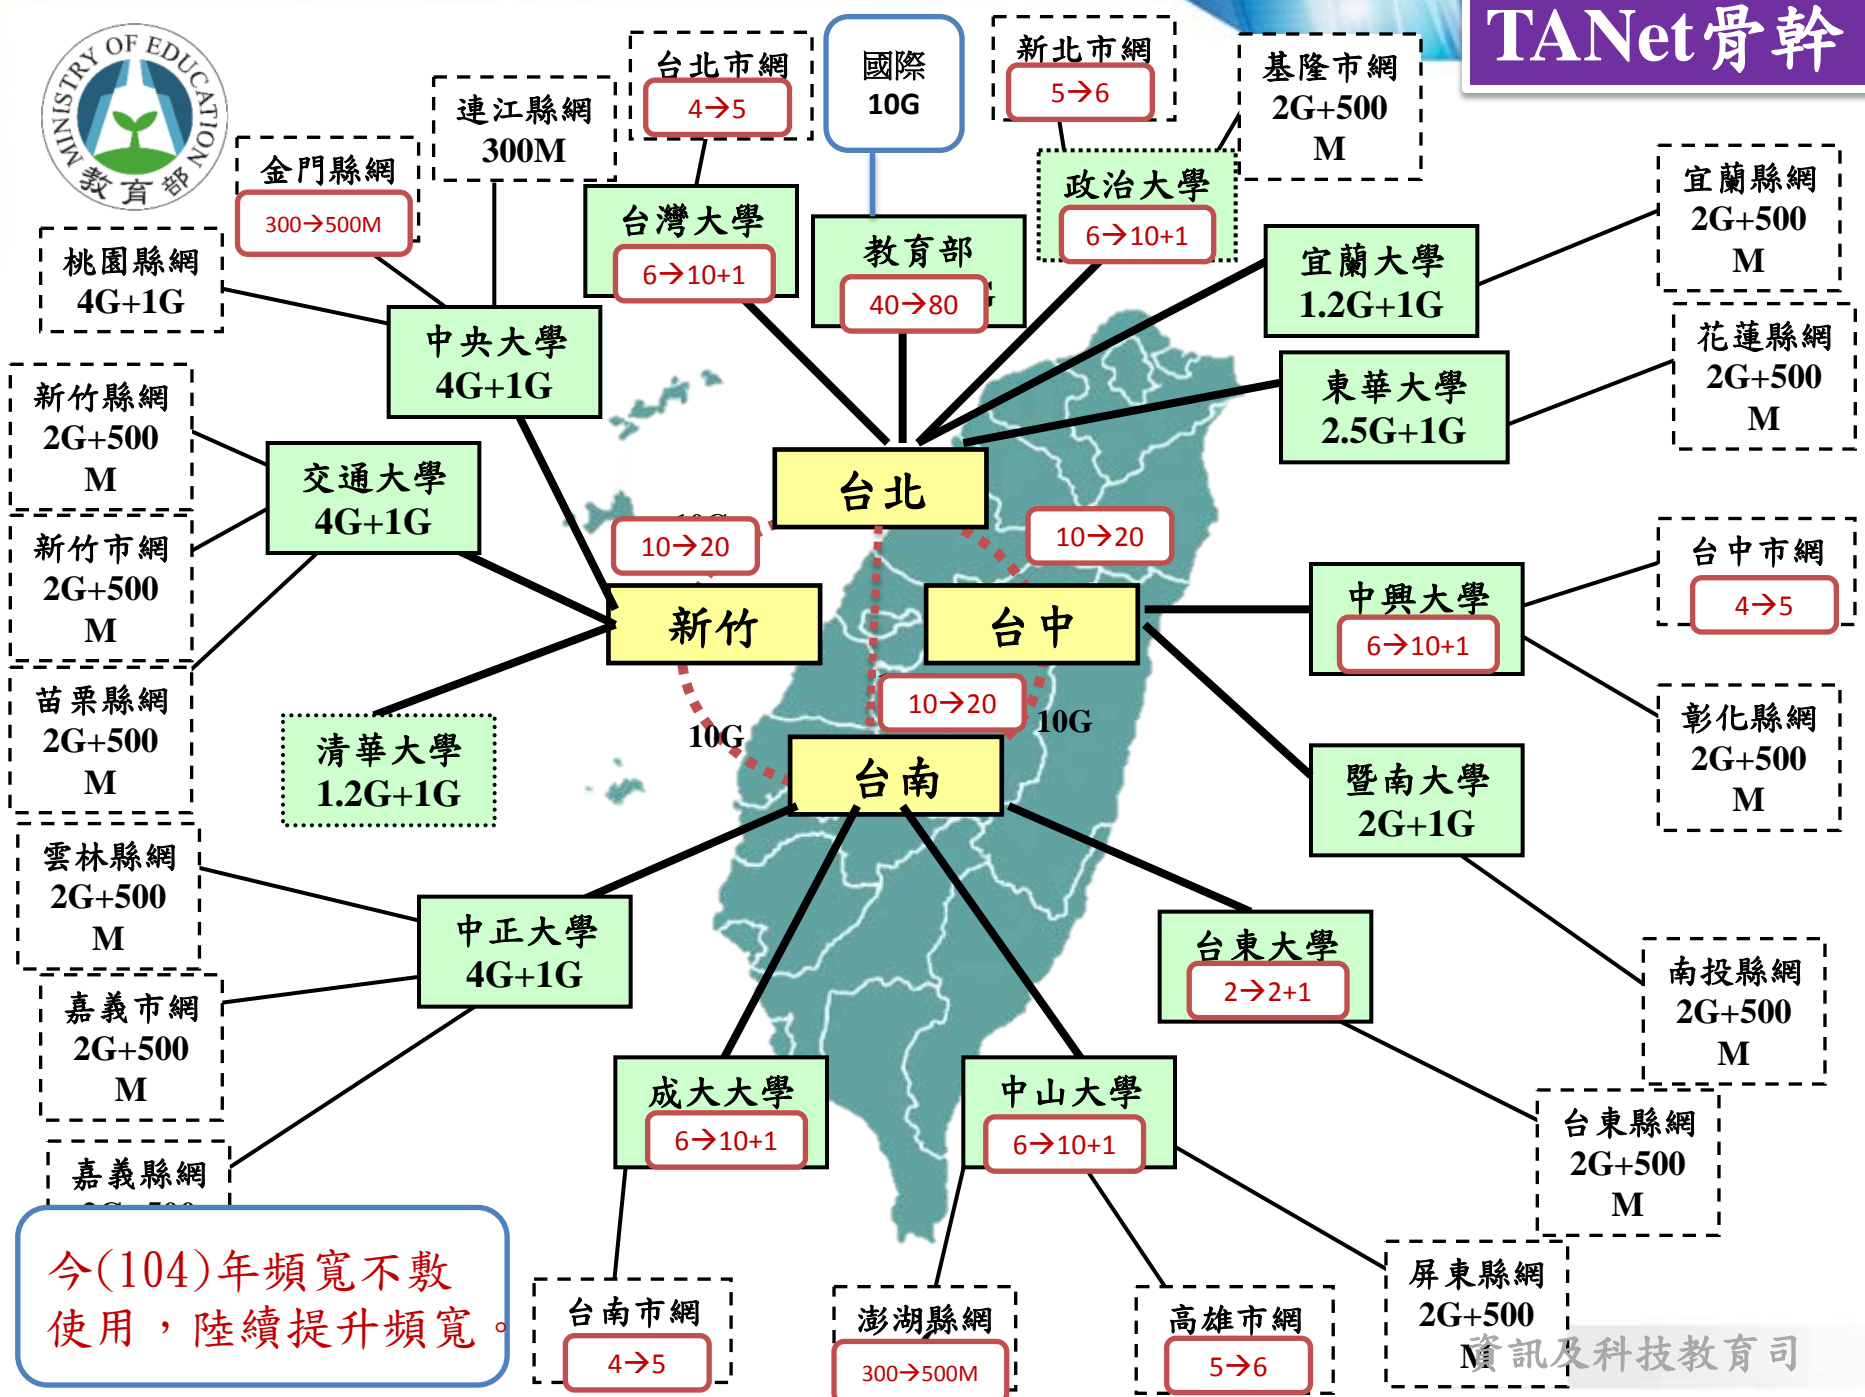 TANet骨幹
MINISTRY OF EDUCATION
教育部
台北市網
4→5
國際
10G
新北市網
5→6
基隆市網
2G+500
M
連江縣網
300M
金門縣網
300→500M
桃園縣網
4G+1G
台灣大學
6→10+1
教育部
40→80
G
政治大學
6→10+1
宜蘭大學
1.2G+1G
宜蘭縣網
2G+500
M
中央大學
4G+1G
東華大學
2.5G+1G
花蓮縣網
2G+500
M
新竹縣網
2G+500
M
交通大學
4G+1G
新竹市網
2G+500
M
苗栗縣網
2G+500
M
清華大學
1.2G+1G
台北
10→20
10→20
新竹
台中
10→20
10G
10G
台南
中興大學
6→10+1
台中市網
4→5
彰化縣網
2G+500
M
暨南大學
2G+1G
南投縣網
2G+500
M
雲林縣網
2G+500
M
中正大學
4G+1G
嘉義市網
2G+500
M
嘉義縣網
台東大學
2→2+1
台東縣網
2G+500
M
成大大學
6→10+1
中山大學
6→10+1
台南市網
4→5
澎湖縣網
300→500M
高雄市網
5→6
屏東縣網
2G+500
M
今(104)年頻寬不敷
使用，陸續提升頻寬。
資訊及科技教育司